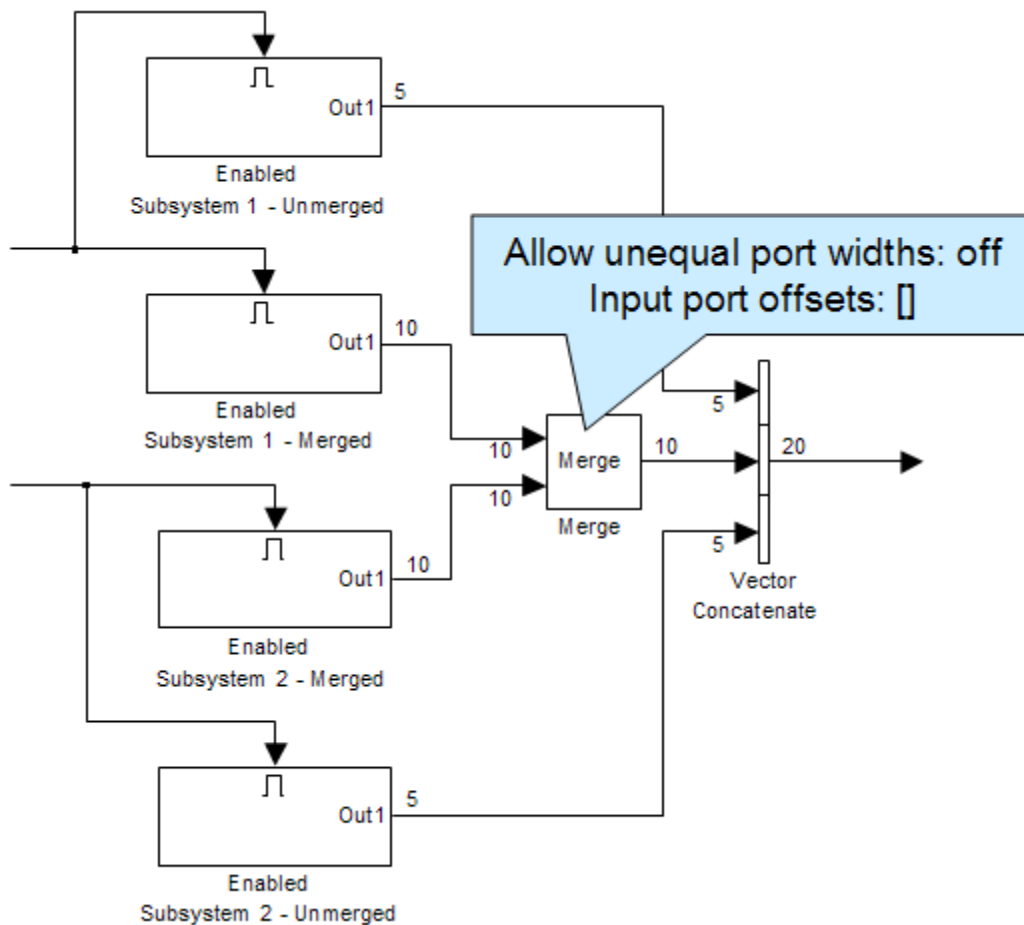 Out1
5
Enabled
Subsystem 1 - Unmerged
Allow unequal port widths: off
Input port offsets: []
Out1
10
Enabled
Subsystem 1 - Merged
5
10
10
Merge
10
20
Merge
5
Vector
Concatenate
Out1
10
Enabled
Subsystem 2 - Merged
Out1
5
Enabled
Subsystem 2 - Unmerged